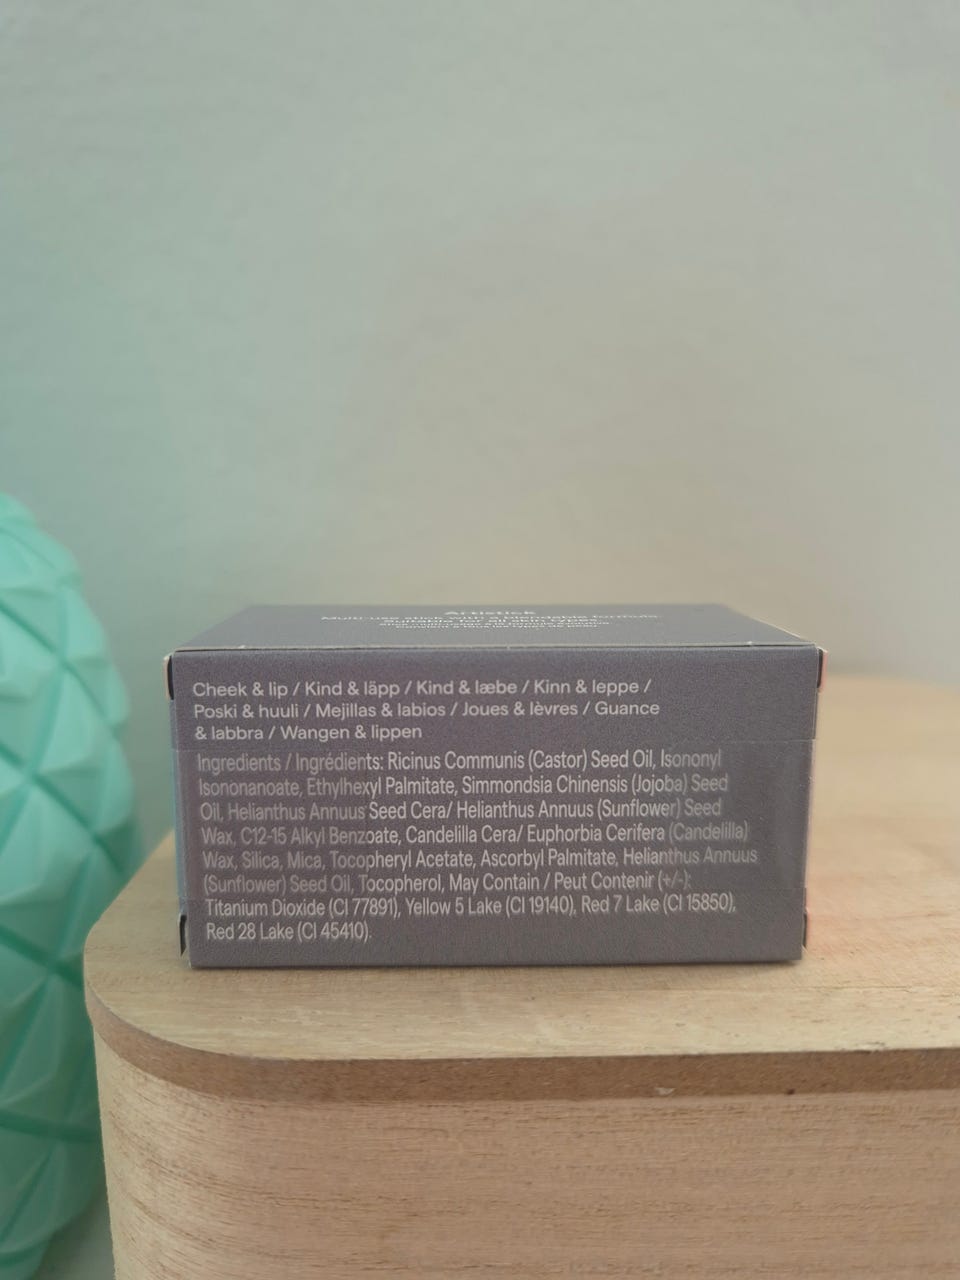 Artistick
Cheek & lip / Kind & läpp / Kind & læbe / Kinn & leppe /
Poski & huuli / Mejillas & labios / Joues & lèvres / Guance
& labbra / Wangen & lippen
Ingredients / Ingrédients: Ricinus Communis (Castor) Seed Oil, Isononyl
Isononanoate, Ethylhexyl Palmitate, Simmondsia Chinensis (Jojoba) Seed
Oil, Helianthus Annuus Seed Cera/ Helianthus Annuus (Sunflower) Seed
Wax, C12-15 Alkyl Benzoate, Candelilla Cera/ Euphorbia Cerifera (Candelilla)
Wax, Silica, Mica, Tocopheryl Acetate, Ascorbyl Palmitate, Helianthus Annuus
(Sunflower) Seed Oil, Tocopherol, May Contain / Peut Contenir (+/-):
Titanium Dioxide (CI 77891), Yellow 5 Lake (CI 19140), Red 7 Lake (CI 15850),
Red 28 Lake (CI 45410).